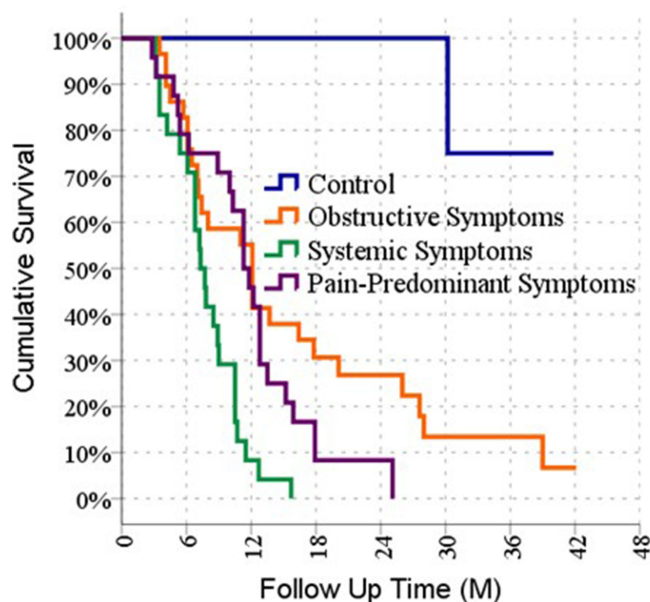 100%
90%
80%
70%
60%
50%
40%
30%
20%
10%
0%
Cumulative Survival
Control
Obstructive Symptoms
Systemic Symptoms
Pain-Predominant Symptoms
0 6 12 18 24 30 36 42 48
Follow Up Time (M)